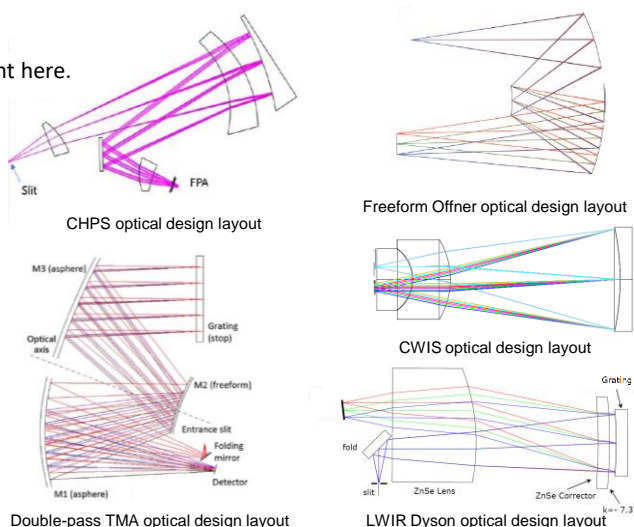 nt here.
Slit
FPA
CHPS optical design layout
Freeform Offner optical design layout
M3 (asphere)
Optical
axis
Grating
(stop)
M2 (freeform)
Entrance slit
Folding
mirror
Detector
M1 (asphere)
Double-pass TMA optical design layout
CWIS optical design layout
Grating
fold
slit
ZnSe Lens
ZnSe Corrector
k=- 7.3
LWIR Dyson optical design layout